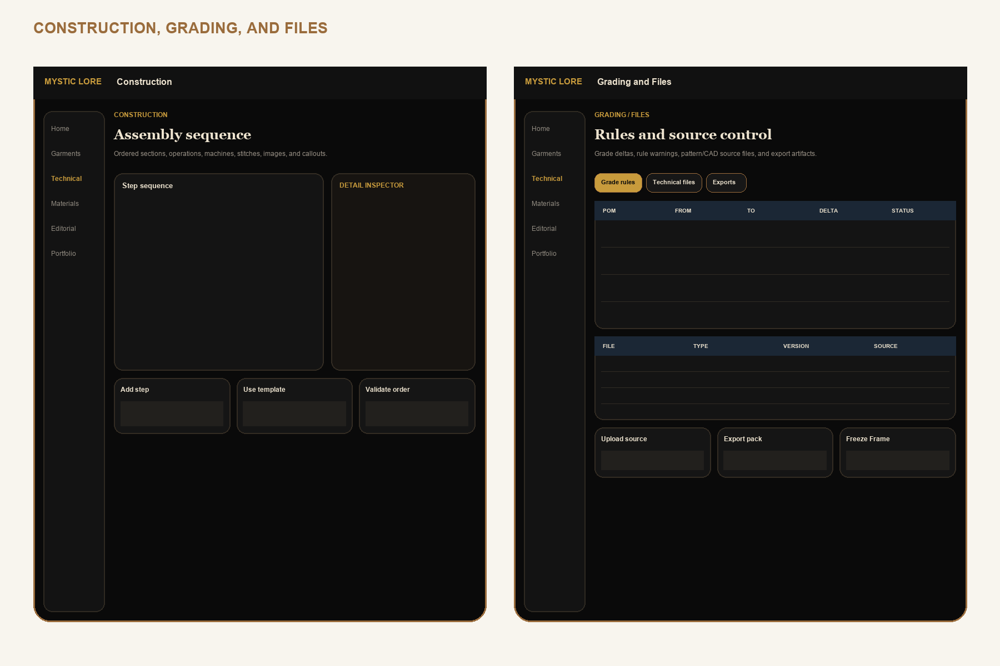 CONSTRUCTION, GRADING, AND FILES
MYSTIC LORE Construction
Home
Garments
Technical
Materials
Editorial
Portfolio
CONSTRUCTION
Assembly sequence
Ordered sections, operations, machines, stitches, images, and callouts.
Step sequence
DETAIL INSPECTOR
Add step
Use template
Validate order
MYSTIC LORE Grading and Files
Home
Garments
Technical
Materials
Editorial
Portfolio
GRADING / FILES
Rules and source control
Grade deltas, rule warnings, pattern/CAD source files, and export artifacts.
Grade rules Technical files Exports
POM FROM TO DELTA STATUS
FILE TYPE VERSION SOURCE
Upload source
Export pack
Freeze Frame